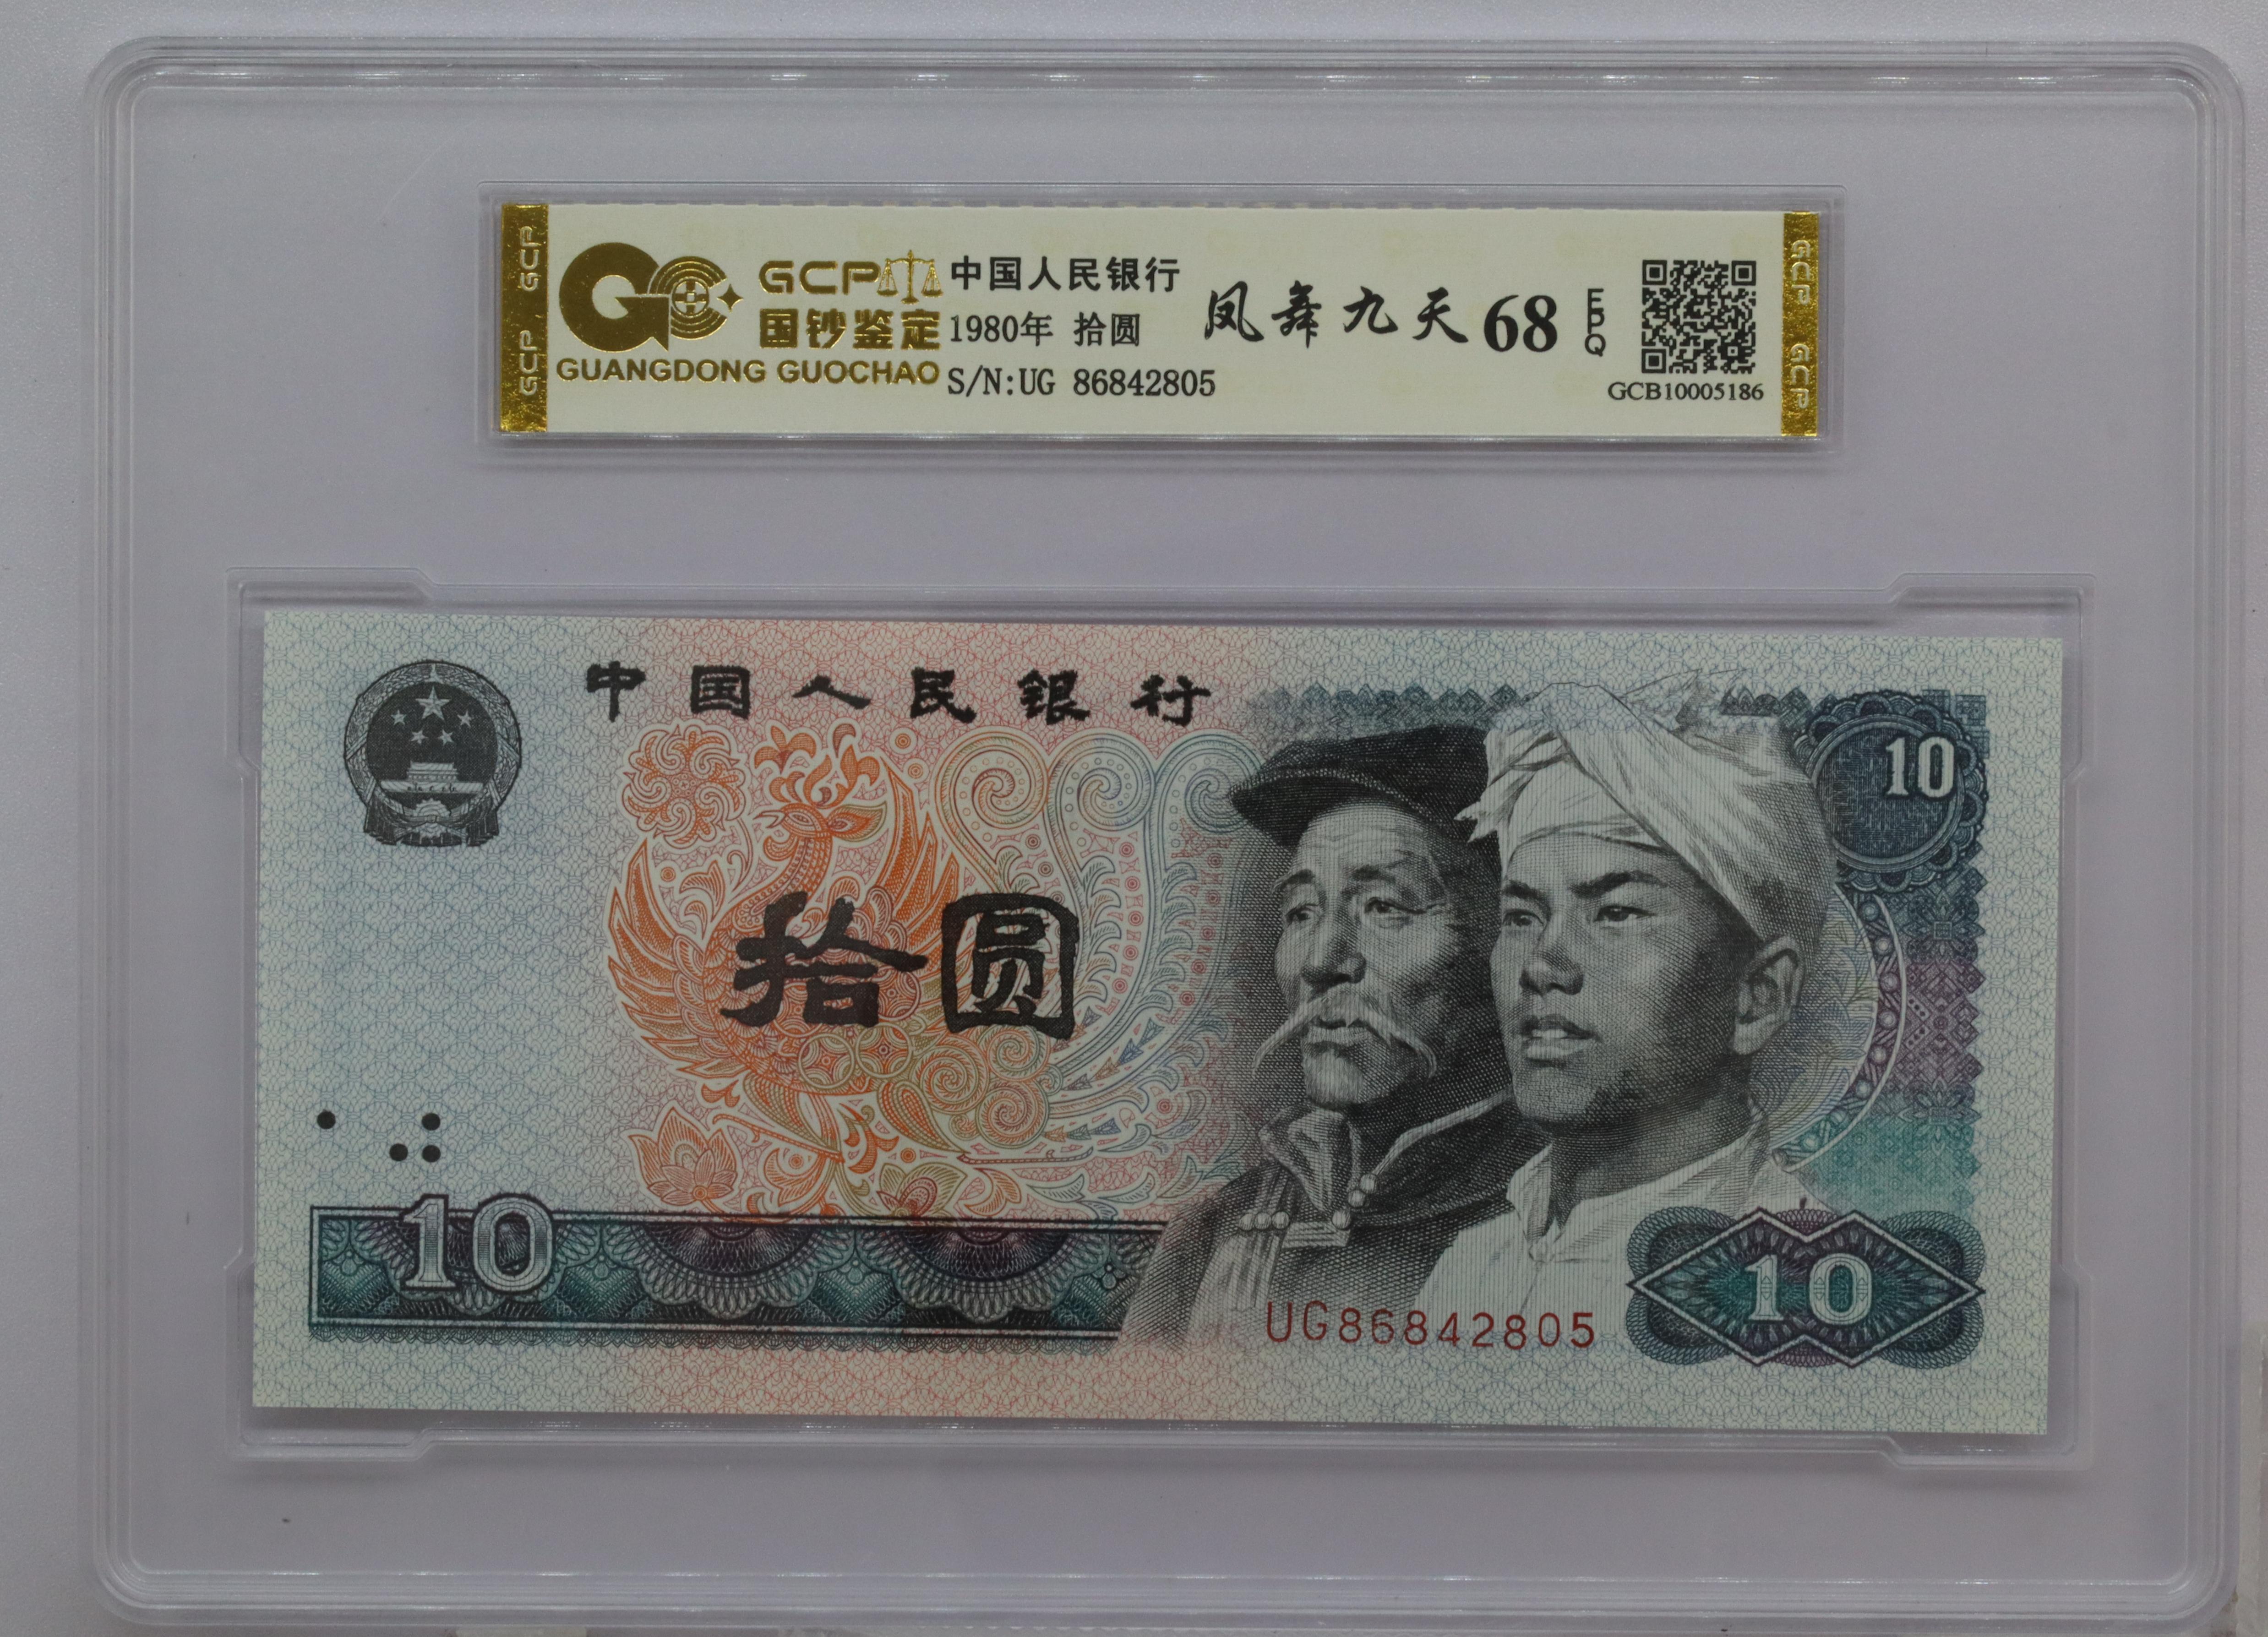 GCP GCP
GCP
国钞鉴定
GUANGDONG GUOCHAO
中国人民银行
1980年 拾圆
S/N:UG 86842805
凤舞九天 68 EPQ
GCB10005186
GCP GCP
中国人民银行
10
拾圆
10
UG86842805
10